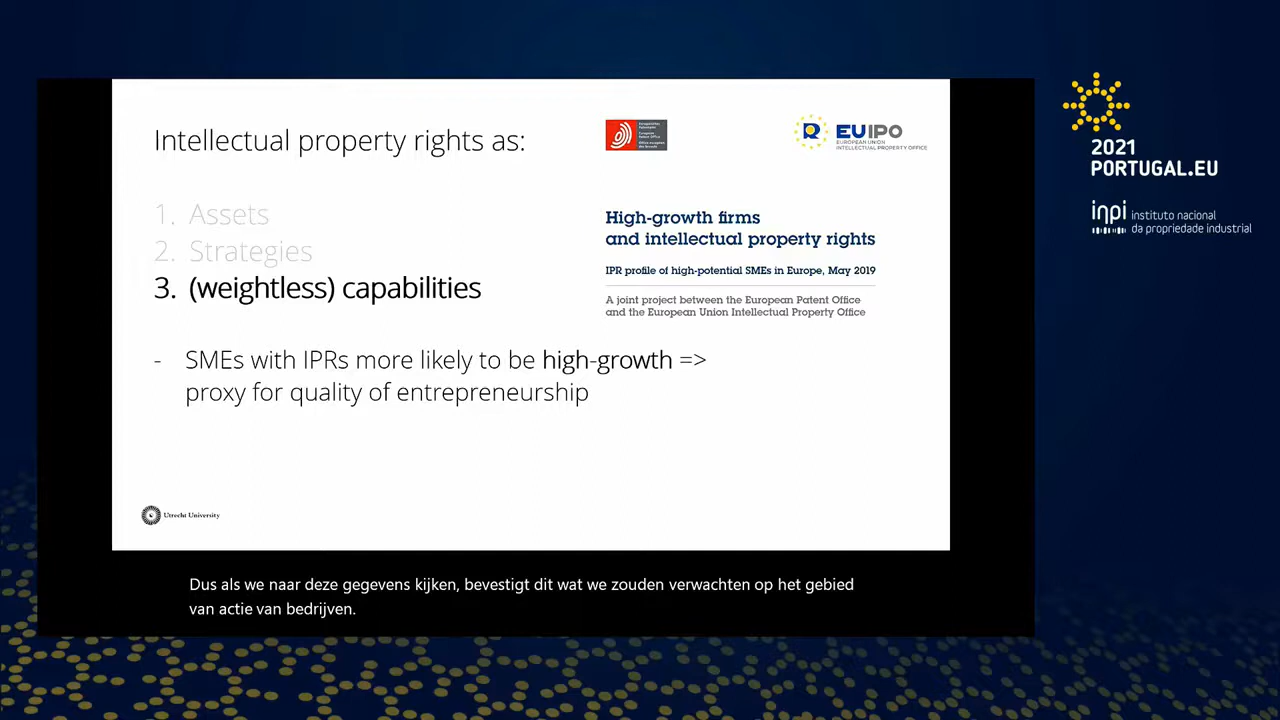 Intellectual property rights as:
EUIPO
EUROPEAN UNION
INTELLECTUAL PROPERTY OFFICE
2021
PORTUGAL.EU
inpi instituto nacional
da propriedade industrial
1. Assets
2. Strategies
3. (weightless) capabilities
High-growth firms
and intellectual property rights
IPR profile of high-potential SMEs in Europe, May 2019
A joint project between the European Patent Office
and the European Union Intellectual Property Office
- SMEs with IPRs more likely to be high-growth =>
proxy for quality of entrepreneurship
Utrecht University
Dus als we naar deze gegevens kijken, bevestigt dit wat we zouden verwachten op het gebied
van actie van bedrijven.